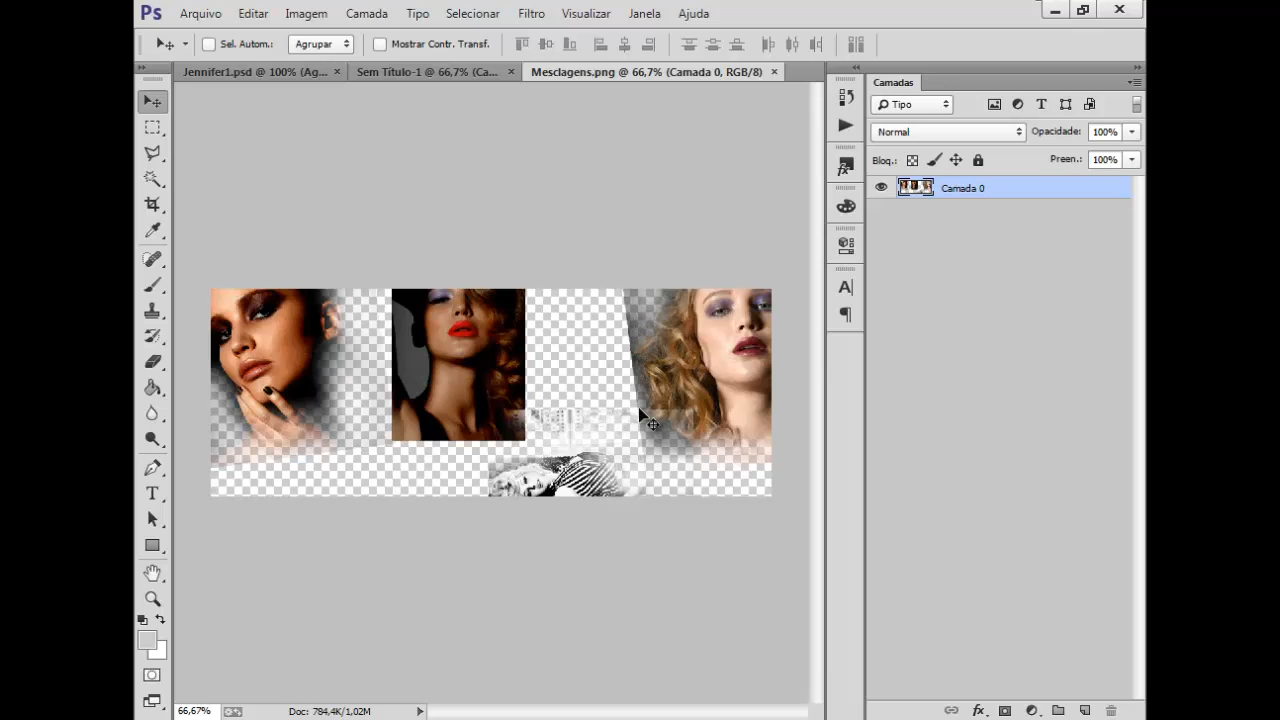 Ps Arquivo Editar Imagem Camada Tipo Selecionar Filtro Visualizar Janela Ajuda
Sel. Autom.: Agrupar Mostrar Contr. Transf.
Jennifer1.psd @ 100% (Ag... × Sem Título-1 @ 66,7% (Ca... × Mesclagens.png @ 66,7% (Camada 0, RGB/8) ×
Camadas
Tipo
Normal Opacidade: 100%
Bloq.: Preen.: 100%
Camada 0
66,67% Doc: 784,4K/1,02M